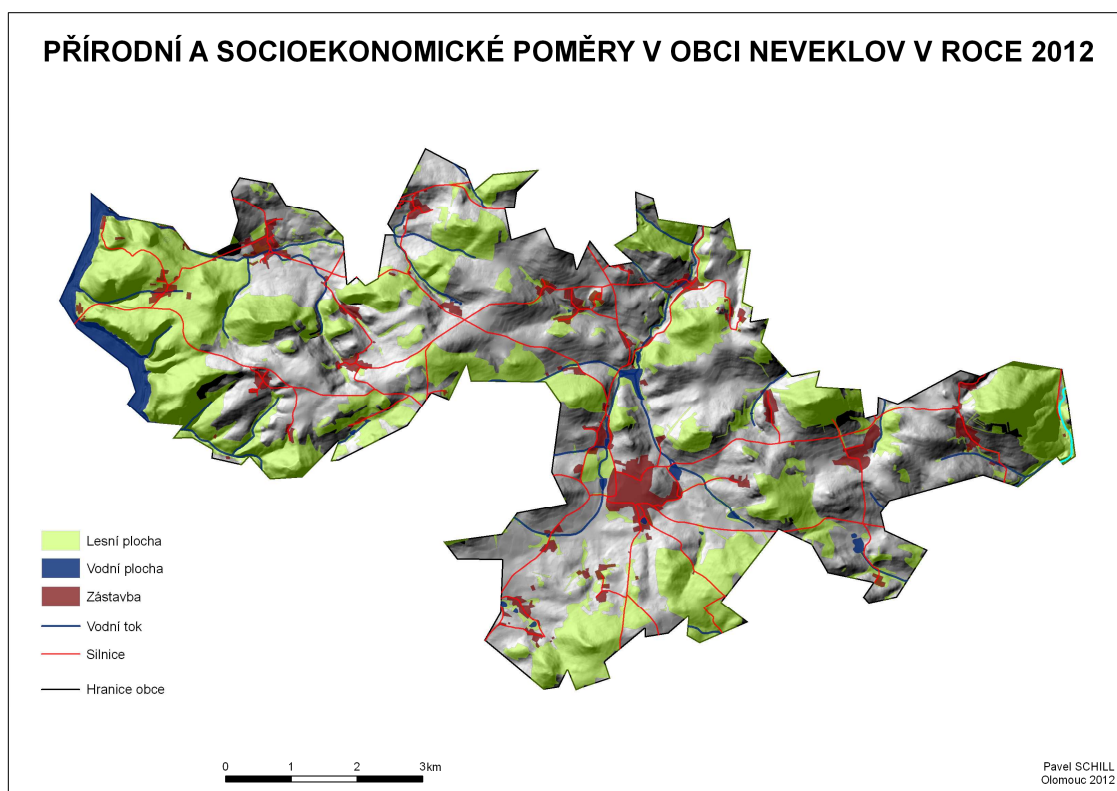 PŘÍRODNÍ A SOCIOEKONOMICKÉ POMĚRY V OBCI NEVEKLOV V ROCE 2012
Lesní plocha
Vodní plocha
Zástavba
Vodní tok
Silnice
Hranice obce
0 1 2 3km
Pavel SCHILL
Olomouc 2012